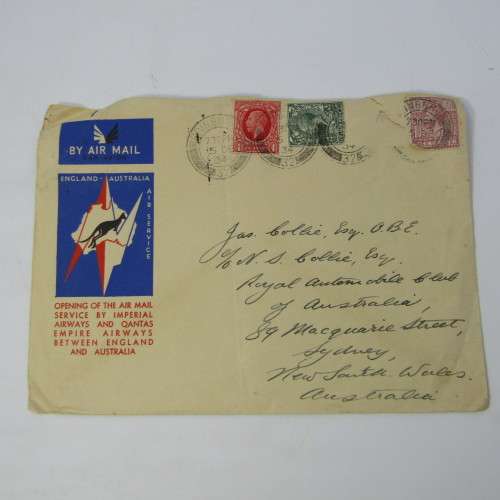 BY AIR MAIL
ENGLAND - AUSTRALIA
AIR SERVICE
OPENING OF THE AIR MAIL
SERVICE BY IMPERIAL
AIRWAYS AND QANTAS
EMPIRE AIRWAYS
BETWEEN ENGLAND
AND AUSTRALIA
Jas. Collie, Esq. O.B.E.
c/o N. S. Collie, Esq.
Royal Automobile Club
of Australia,
89 Macquarie Street,
Sydney,
New South Wales.
Australia.